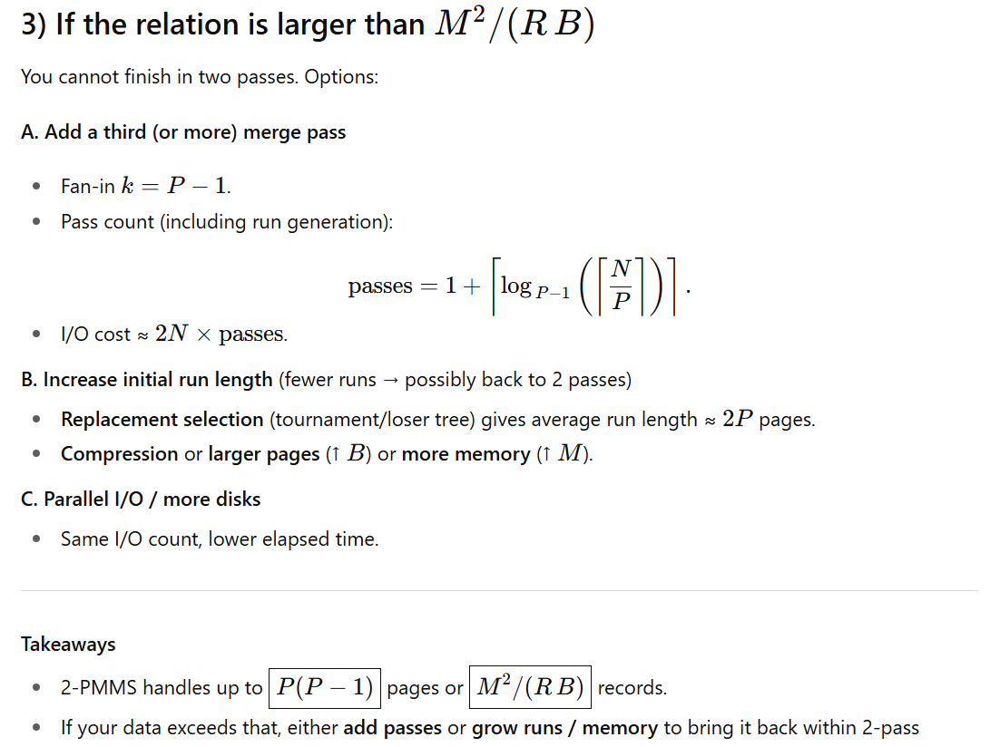 3) If the relation is larger than M²/(R B)
You cannot finish in two passes. Options:
A. Add a third (or more) merge pass
• Fan-in k = P − 1.
• Pass count (including run generation):
passes = 1 + ⌈log_{P−1}(⌈N/P⌉)⌉.
• I/O cost ≈ 2N × passes.
B. Increase initial run length (fewer runs → possibly back to 2 passes)
• Replacement selection (tournament/loser tree) gives average run length ≈ 2P pages.
• Compression or larger pages (↑ B) or more memory (↑ M).
C. Parallel I/O / more disks
• Same I/O count, lower elapsed time.
Takeaways
• 2-PMMS handles up to P(P − 1) pages or M²/(R B) records.
• If your data exceeds that, either add passes or grow runs / memory to bring it back within 2-pass